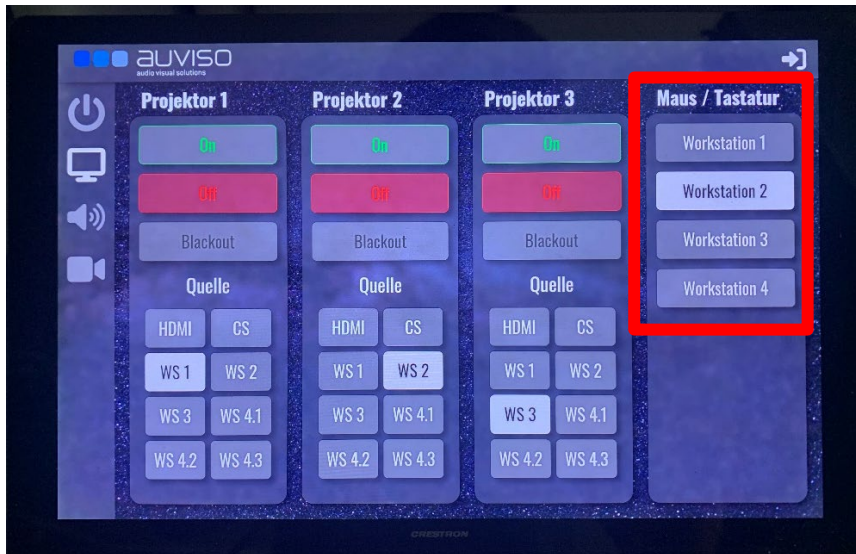 auviso
audio visual solutions
Projektor 1
On
Off
Blackout
Quelle
HDMI CS
WS 1 WS 2
WS 3 WS 4.1
WS 4.2 WS 4.3
Projektor 2
On
Off
Blackout
Quelle
HDMI CS
WS 1 WS 2
WS 3 WS 4.1
WS 4.2 WS 4.3
Projektor 3
On
Off
Blackout
Quelle
HDMI CS
WS 1 WS 2
WS 3 WS 4.1
WS 4.2 WS 4.3
Maus / Tastatur
Workstation 1
Workstation 2
Workstation 3
Workstation 4
CRESTRON